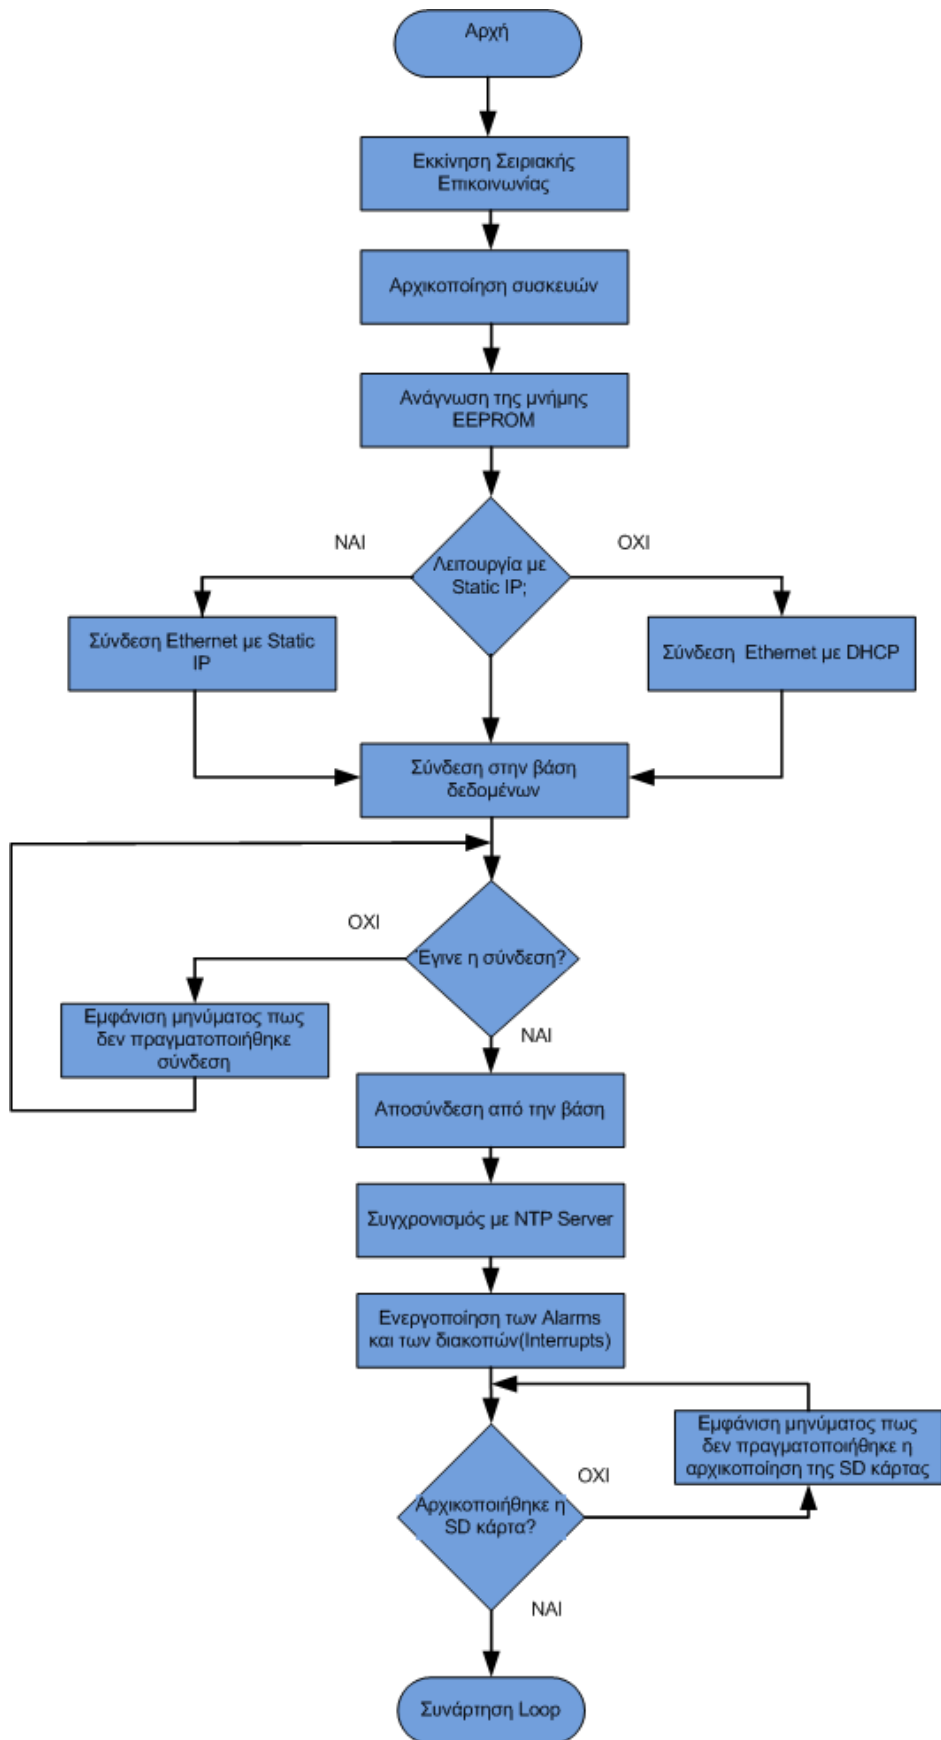 Αρχή
Εκκίνηση Σειριακής
Επικοινωνίας
Αρχικοποίηση συσκευών
Ανάγνωση της μνήμης
EEPROM
ΝΑΙ
ΟΧΙ
Λειτουργία με
Static IP;
Σύνδεση Ethernet με Static
IP
Σύνδεση  Ethernet με DHCP
Σύνδεση στην βάση
δεδομένων
ΟΧΙ
Έγινε η σύνδεση?
Εμφάνιση μηνύματος πως
δεν πραγματοποιήθηκε
σύνδεση
ΝΑΙ
Αποσύνδεση από την βάση
Συγχρονισμός με NTP Server
Ενεργοποίηση των Alarms
και των διακοπών(Interrupts)
Εμφάνιση μηνύματος πως
δεν πραγματοποιήθηκε η
αρχικοποίηση της SD κάρτας
ΟΧΙ
Αρχικοποιήθηκε η
SD κάρτα?
ΝΑΙ
Συνάρτηση Loop